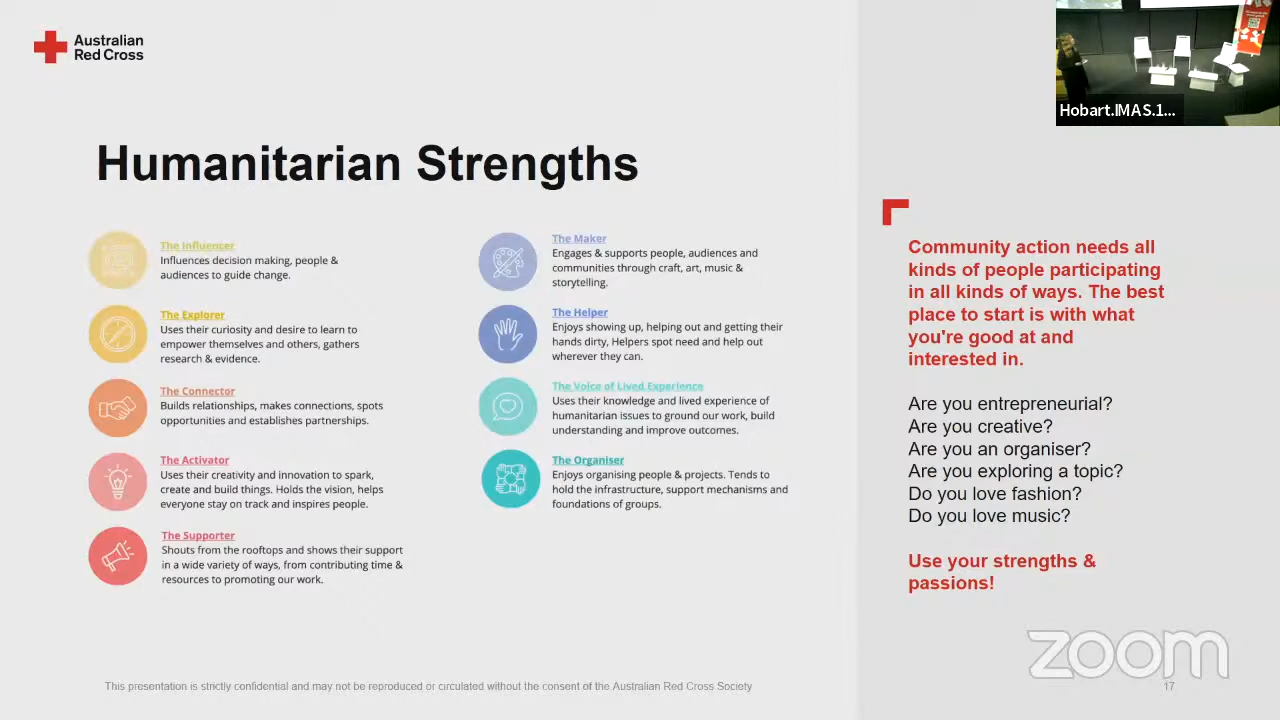 Australian
Red Cross
Hobart.IMAS.1...
Humanitarian Strengths
The Influencer
Influences decision making, people &
audiences to guide change.
The Explorer
Uses their curiosity and desire to learn to
empower themselves and others, gathers
research & evidence.
The Connector
Builds relationships, makes connections, spots
opportunities and establishes partnerships.
The Activator
Uses their creativity and innovation to spark,
create and build things. Holds the vision, helps
everyone stay on track and inspires people.
The Supporter
Shouts from the rooftops and shows their support
in a wide variety of ways, from contributing time &
resources to promoting our work.
The Maker
Engages & supports people, audiences and
communities through craft, art, music &
storytelling.
The Helper
Enjoys showing up, helping out and getting their
hands dirty, Helpers spot need and help out
wherever they can.
The Voice of Lived Experience
Uses their knowledge and lived experience of
humanitarian issues to ground our work, build
understanding and improve outcomes.
The Organiser
Enjoys organising people & projects. Tends to
hold the infrastructure, support mechanisms and
foundations of groups.
Community action needs all
kinds of people participating
in all kinds of ways. The best
place to start is with what
you're good at and
interested in.
Are you entrepreneurial?
Are you creative?
Are you an organiser?
Are you exploring a topic?
Do you love fashion?
Do you love music?
Use your strengths &
passions!
zoom
This presentation is strictly confidential and may not be reproduced or circulated without the consent of the Australian Red Cross Society
17